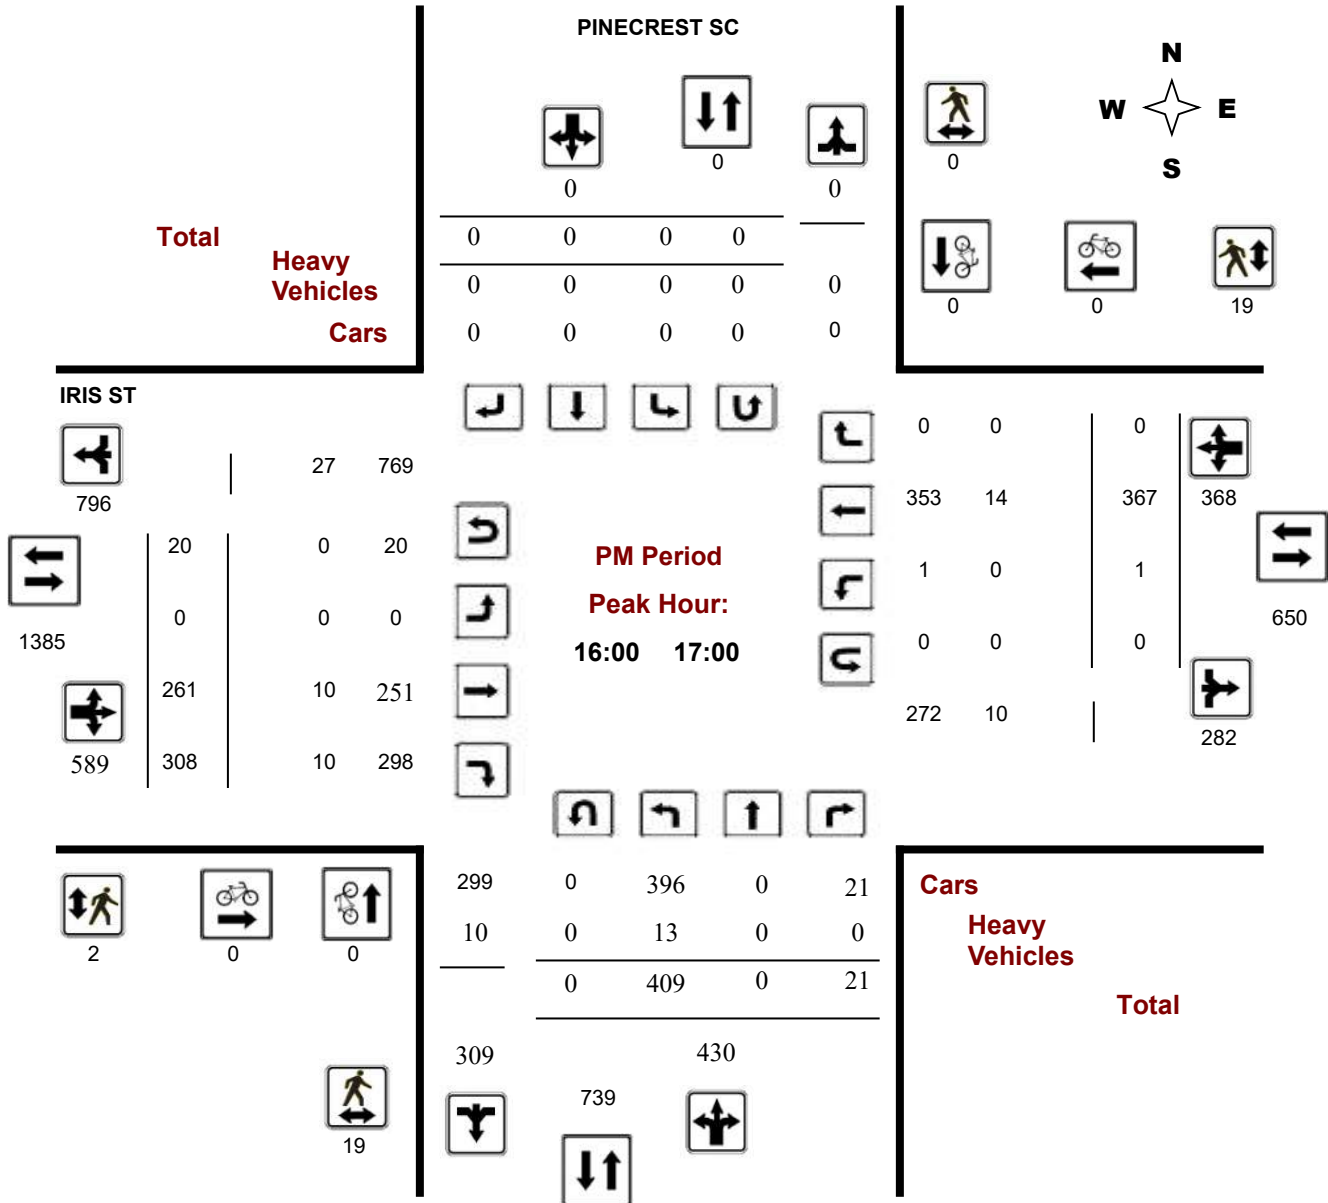 PINECREST SC
N
W E
S
0
0
0 0
0
Total
0 0 0 0
Heavy
Vehicles
0 0 0 0 0
0 0 19
Cars
0 0 0 0 0
IRIS ST
0 0 0
27 769
796
353 14 367 368
20 0 20
PM Period
1 0 1
Peak Hour:
0 0 0
1385
650
16:00 17:00
0 0 0
261 10 251
272 10
282
589 308 10 298
299 0 396 0 21
Cars
10 0 13 0 0
Heavy
Vehicles
2 0 0
0 409 0 21
Total
309 430
739
19